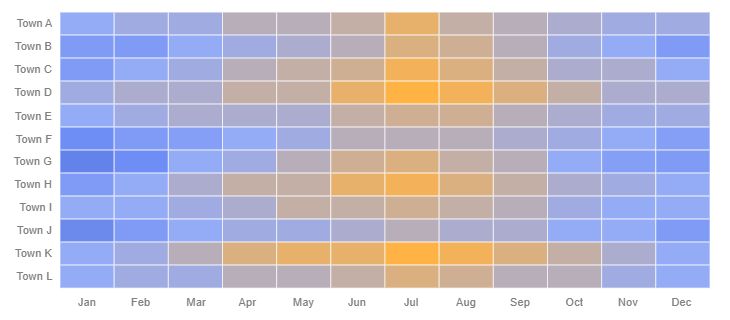 Town A
Town B
Town C
Town D
Town E
Town F
Town G
Town H
Town I
Town J
Town K
Town L
Jan Feb Mar Apr May Jun Jul Aug Sep Oct Nov Dec